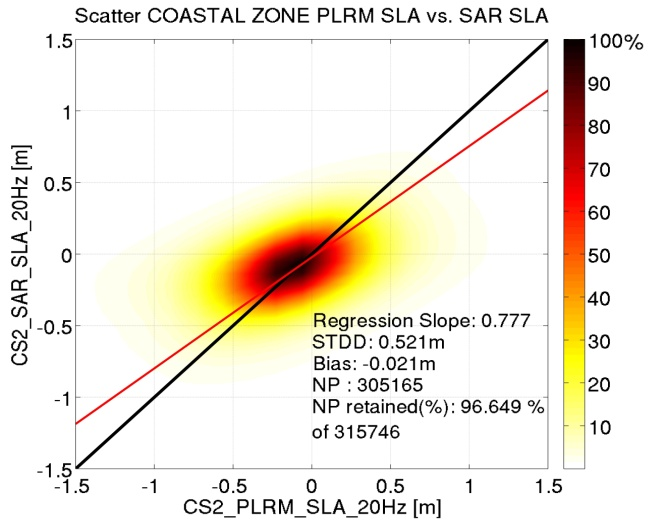 Scatter COASTAL ZONE PLRM SLA vs. SAR SLA
1.5
1
0.5
0
-0.5
-1
-1.5
CS2_SAR_SLA_20Hz [m]
-1.5 -1 -0.5 0 0.5 1 1.5
CS2_PLRM_SLA_20Hz [m]
Regression Slope: 0.777
STDD: 0.521m
Bias: -0.021m
NP : 305165
NP retained(%): 96.649 %
of 315746
100%
90
80
70
60
50
40
30
20
10